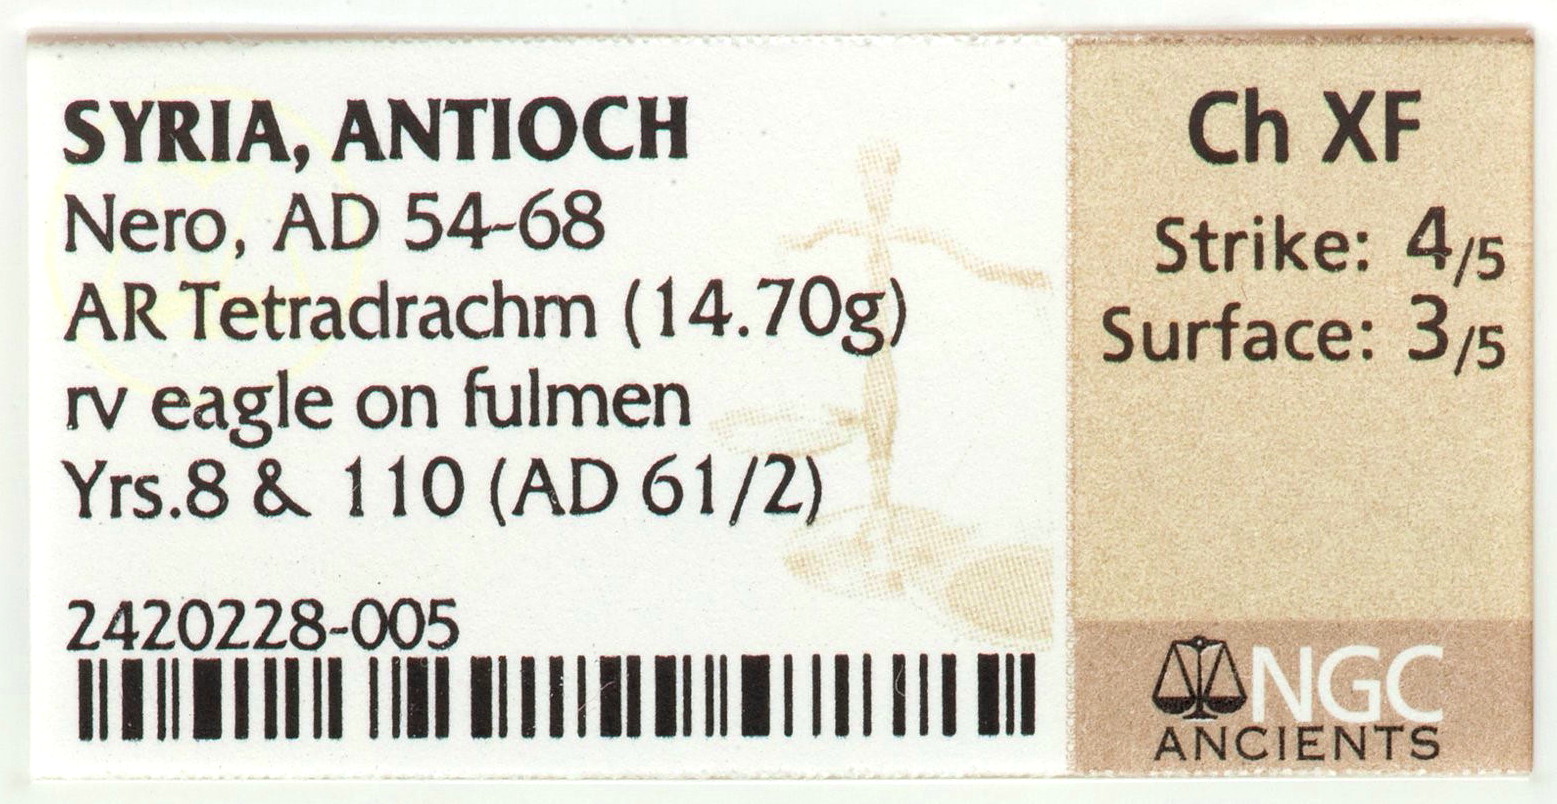 SYRIA, ANTIOCH
Nero, AD 54-68
AR Tetradrachm (14.70g)
rv eagle on fulmen
Yrs.8 & 110 (AD 61/2)
2420228-005
Ch XF
Strike: 4/5
Surface: 3/5
NGC
ANCIENTS